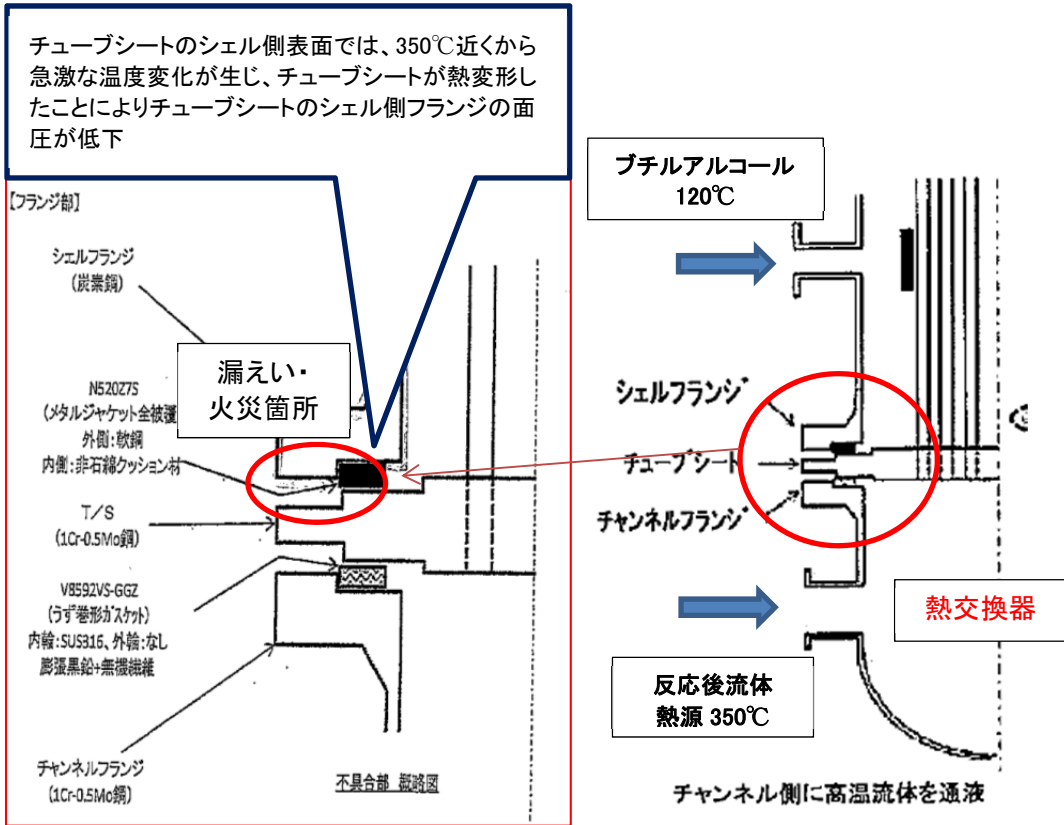 チューブシートのシェル側表面では、350℃近くから
急激な温度変化が生じ、チューブシートが熱変形し
たことによりチューブシートのシェル側フランジの面
圧が低下
【フランジ部】
シェルフランジ
(炭素鋼)
漏えい・
火災箇所
N520Z7S
(メタルジャケット全被覆
外側:軟鋼
内側:非石綿クッション材
T/S
(1Cr-0.5Mo鋼)
V8592VS-GGZ
(うず巻形ガスケット)
内輪:SUS316、外輪:なし
膨張黒鉛+無機繊維
チャンネルフランジ
(1Cr-0.5Mo鋼)
不具合部 概略図
ブチルアルコール
120℃
シェルフランジ
チューブシート
チャンネルフランジ
熱交換器
反応後流体
熱源 350℃
チャンネル側に高温流体を通液